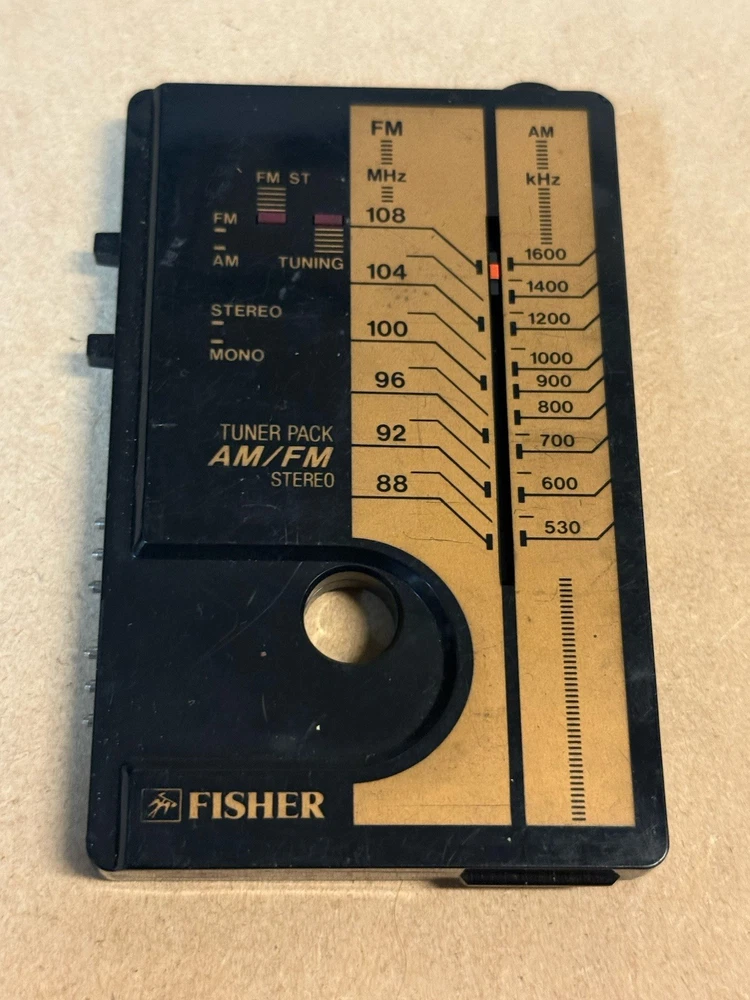 FM ST
FM
AM
TUNING
STEREO
MONO
TUNER PACK
AM/FM
STEREO
FISHER
FM
MHz
108
104
100
96
92
88
AM
kHz
1600
1400
1200
1000
900
800
700
600
530